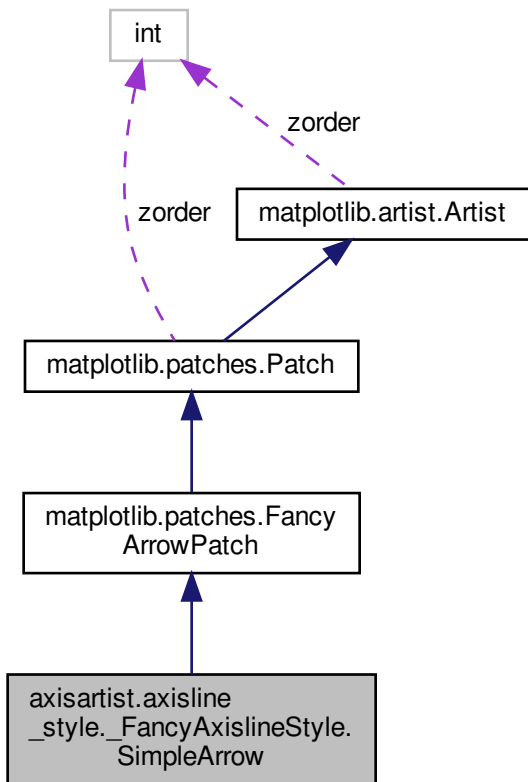 int
zorder
matplotlib.artist.Artist
zorder
matplotlib.patches.Patch
matplotlib.patches.Fancy
ArrowPatch
axisartist.axisline
_style._FancyAxislineStyle.
SimpleArrow